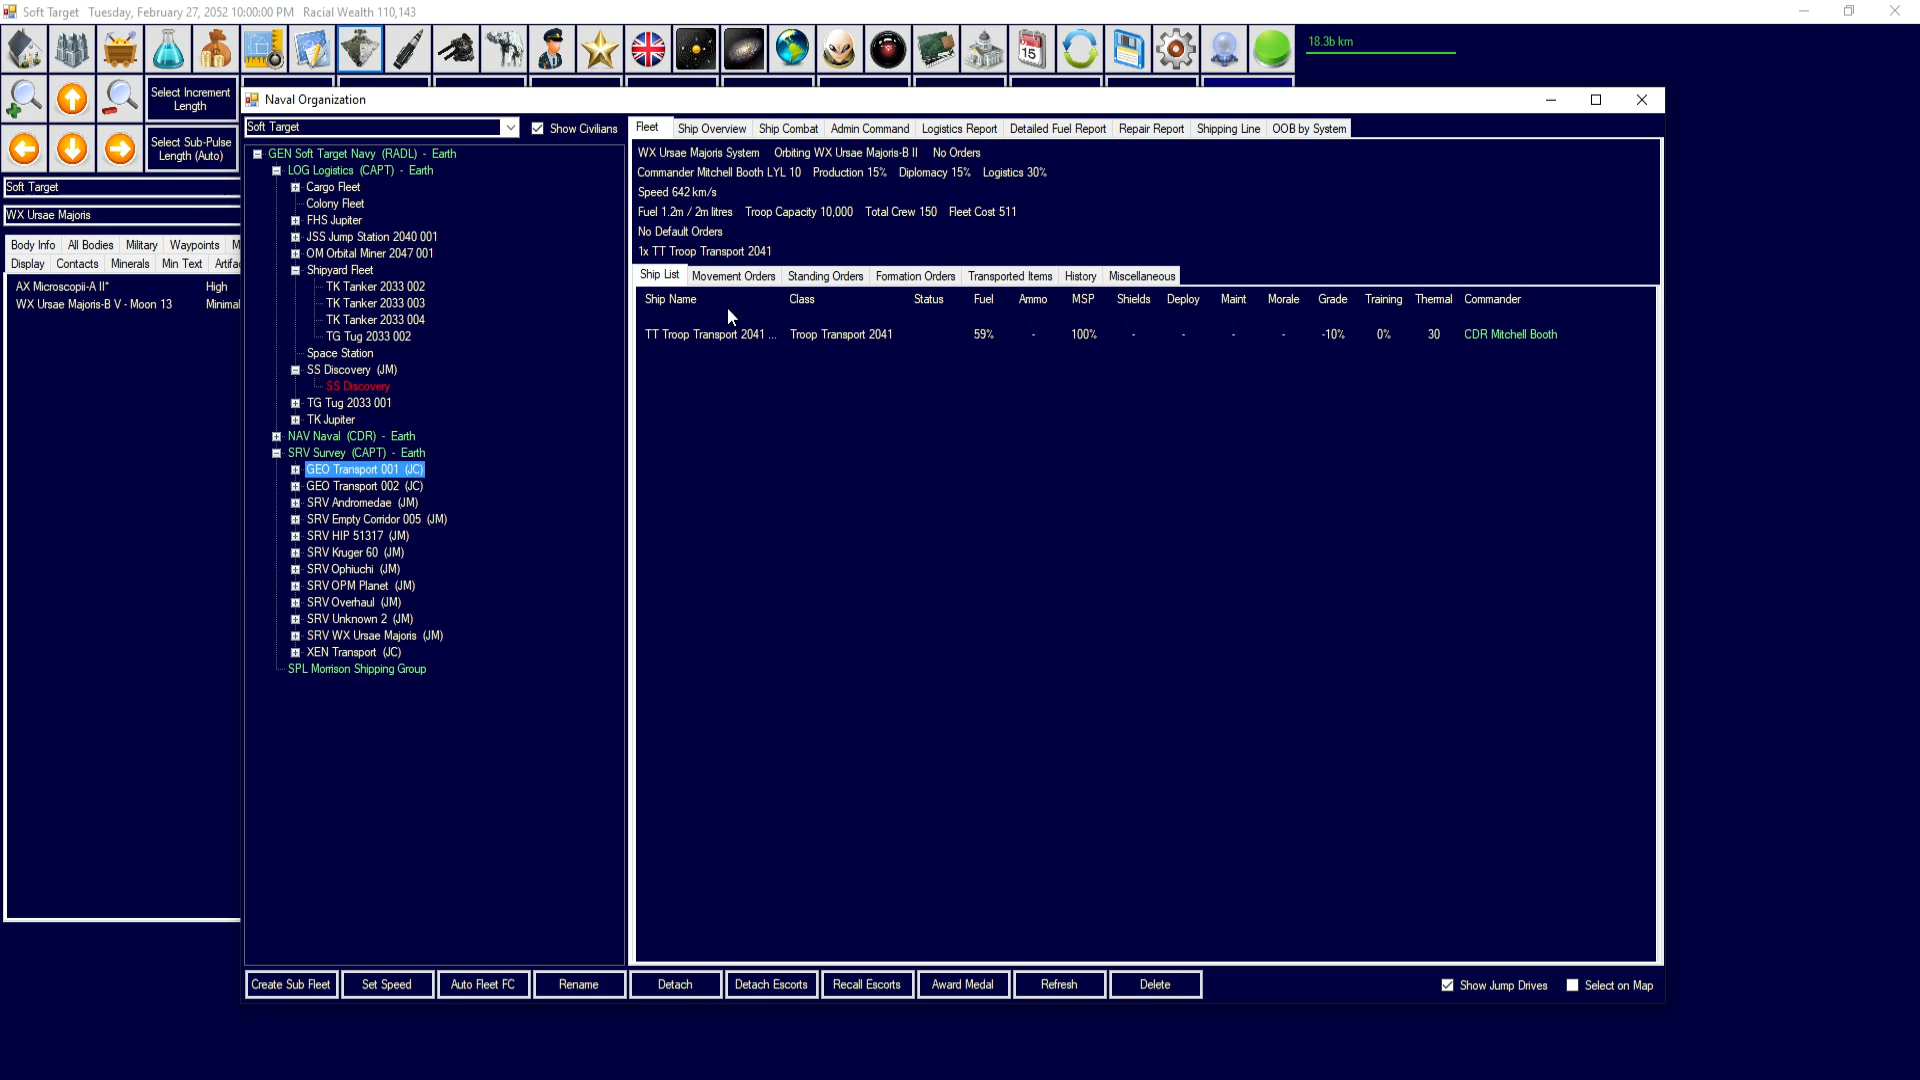 Soft Target   Tuesday, February 27, 2052 10:00:00 PM   Racial Wealth 110,143
15
18.3b km
Select Increment
Length
Select Sub-Pulse
Length (Auto)
Soft Target
WX Ursae Majoris
Body Info   All Bodies   Military   Waypoints   M
Display   Contacts   Minerals   Min Text   Artifa
AX Microscopii-A II*   High
WX Ursae Majoris-B V - Moon 13   Minimal
Naval Organization
Soft Target   Show Civilians
GEN Soft Target Navy (RADL) - Earth
LOG Logistics (CAPT) - Earth
Cargo Fleet
Colony Fleet
FHS Jupiter
JSS Jump Station 2040 001
OM Orbital Miner 2047 001
Shipyard Fleet
TK Tanker 2033 002
TK Tanker 2033 003
TK Tanker 2033 004
TG Tug 2033 002
Space Station
SS Discovery (JM)
SS Discovery
TG Tug 2033 001
TK Jupiter
NAV Naval (CDR) - Earth
SRV Survey (CAPT) - Earth
GEO Transport 001 (JC)
GEO Transport 002 (JC)
SRV Andromedae (JM)
SRV Empty Corridor 005 (JM)
SRV HIP 51317 (JM)
SRV Kruger 60 (JM)
SRV Ophiuchi (JM)
SRV OPM Planet (JM)
SRV Overhaul (JM)
SRV Unknown 2 (JM)
SRV WX Ursae Majoris (JM)
XEN Transport (JC)
SPL Morrison Shipping Group
Fleet   Ship Overview   Ship Combat   Admin Command   Logistics Report   Detailed Fuel Report   Repair Report   Shipping Line   OOB by System
WX Ursae Majoris System   Orbiting WX Ursae Majoris-B II   No Orders
Commander Mitchell Booth LYL 10   Production 15%   Diplomacy 15%   Logistics 30%
Speed 642 km/s
Fuel 1.2m / 2m litres   Troop Capacity 10,000   Total Crew 150   Fleet Cost 511
No Default Orders
1x TT Troop Transport 2041
Ship List   Movement Orders   Standing Orders   Formation Orders   Transported Items   History   Miscellaneous
Ship Name   Class   Status   Fuel   Ammo   MSP   Shields   Deploy   Maint   Morale   Grade   Training   Thermal   Commander
TT Troop Transport 2041 ...   Troop Transport 2041   59%   -   100%   -   -   -   -   -10%   0%   30   CDR Mitchell Booth
Create Sub Fleet   Set Speed   Auto Fleet FC   Rename   Detach   Detach Escorts   Recall Escorts   Award Medal   Refresh   Delete   Show Jump Drives   Select on Map